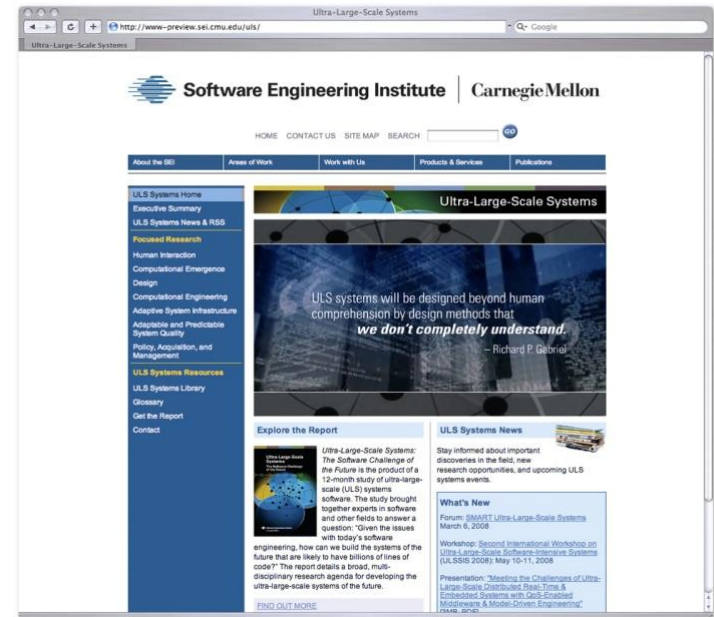 Ultra-Large-Scale Systems
http://www-preview.sei.cmu.edu/uls/
Google
Ultra-Large-Scale Systems
Software Engineering Institute
Carnegie Mellon
HOME CONTACT US SITE MAP SEARCH GO
About the SEI Areas of Work Work with Us Products & Services Publications
ULS Systems Home
Executive Summary
ULS Systems News & RSS
Focused Research
Human Interaction
Computational Emergence
Design
Computational Engineering
Adaptive System Infrastructure
Adaptable and Predictable
System Quality
Policy, Acquisition, and
Management
ULS Systems Resources
ULS Systems Library
Glossary
Get the Report
Contact
Ultra-Large-Scale Systems
ULS systems will be designed beyond human
comprehension by design methods that
we don't completely understand.
– Richard P. Gabriel
Explore the Report
Ultra-Large-Scale
Systems
Ultra-Large-Scale Systems:
The Software Challenge of
the Future is the product of a
12-month study of ultra-large-
scale (ULS) systems
software. The study brought
together experts in software
and other fields to answer a
question: "Given the issues
with today's software
engineering, how can we build the systems of the
future that are likely to have billions of lines of
code?" The report details a broad, multi-
disciplinary research agenda for developing the
ultra-large-scale systems of the future.
FIND OUT MORE
ULS Systems News
Stay informed about important
discoveries in the field, new
research opportunities, and upcoming ULS
systems events.
What's New
Forum: SMART Ultra-Large-Scale Systems
March 6, 2008
Workshop: Second International Workshop on
Ultra-Large-Scale Software-Intensive Systems
(ULSSIS 2008): May 10-11, 2008
Presentation: "Meeting the Challenges of Ultra-
Large-Scale Distributed Real-Time &
Embedded Systems with QoS-Enabled
Middleware & Model-Driven Engineering"